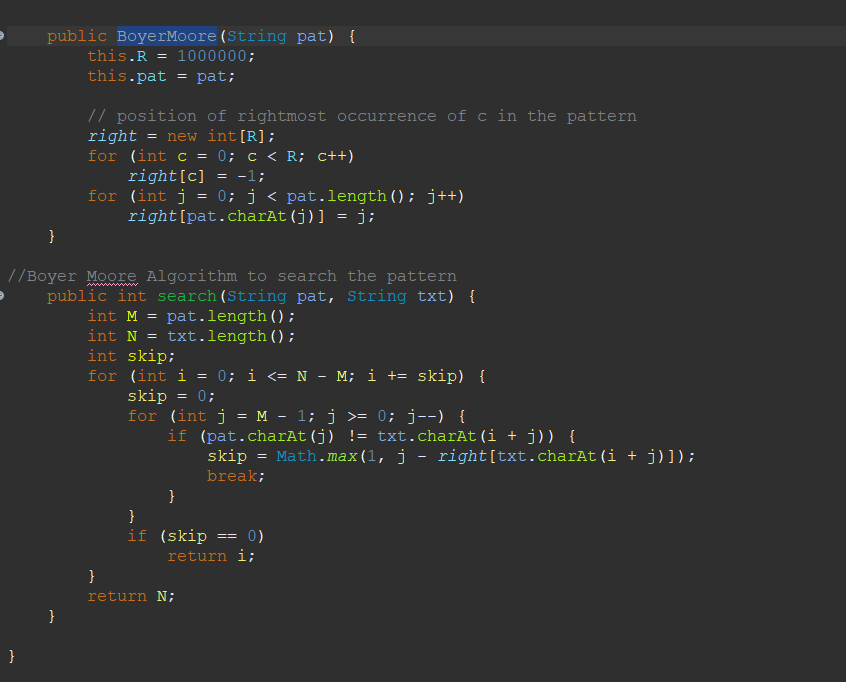 public BoyerMoore(String pat) {
this.R = 1000000;
this.pat = pat;
// position of rightmost occurrence of c in the pattern
right = new int[R];
for (int c = 0; c < R; c++)
right[c] = -1;
for (int j = 0; j < pat.length(); j++)
right[pat.charAt(j)] = j;
}
//Boyer Moore Algorithm to search the pattern
public int search(String pat, String txt) {
int M = pat.length();
int N = txt.length();
int skip;
for (int i = 0; i <= N - M; i += skip) {
skip = 0;
for (int j = M - 1; j >= 0; j--) {
if (pat.charAt(j) != txt.charAt(i + j)) {
skip = Math.max(1, j - right[txt.charAt(i + j)]);
break;
}
}
if (skip == 0)
return i;
}
return N;
}
}